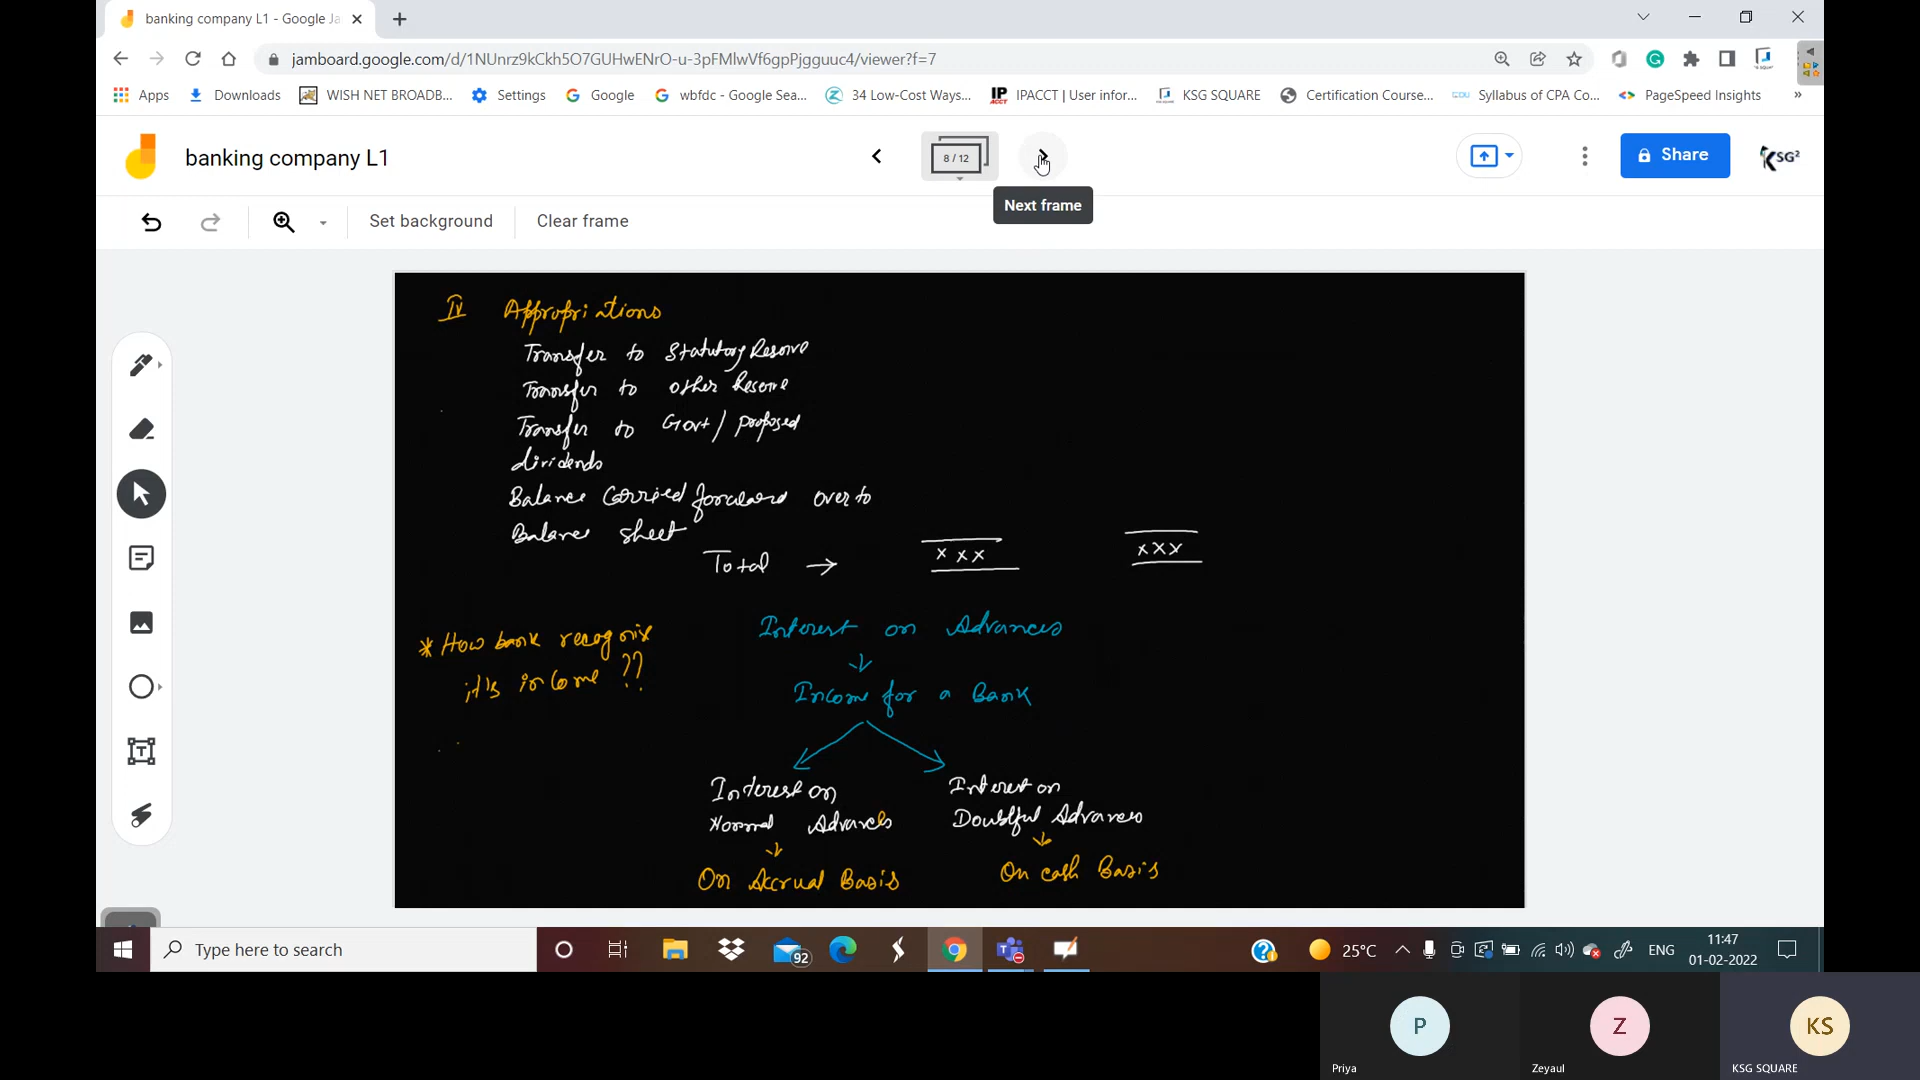 banking company L1 - Google Ja
jamboard.google.com/d/1NUnrz9kCkh5O7GUHwENrO-u-3pFMlwVf6gpPjgguuc4/viewer?f=7
Apps
Downloads
WISH NET BROADB...
Settings
Google
wbfdc - Google Sea...
34 Low-Cost Ways...
IP ACCT
IPACCT | User infor...
KSG SQUARE
Certification Course...
Syllabus of CPA Co...
PageSpeed Insights
»
banking company L1
8 / 12
Share
KSG²
Next frame
Set background
Clear frame
IV Appropriations
Transfer to Statutory Reserve
Transfer to other Reserve
Transfer to Govt / proposed
dividends
Balance Carried forward over to
Balance sheet
Total → xxx xxx
* How bank recognise
it's income ??
Interest on Advances
Income for a Bank
Interest on
Normal Advances
On Accrual Basis
Interest on
Doubtful Advances
On cash Basis
Type here to search
92
25°C
ENG
11:47
01-02-2022
P
Priya
Z
Zeyaul
KS
KSG SQUARE